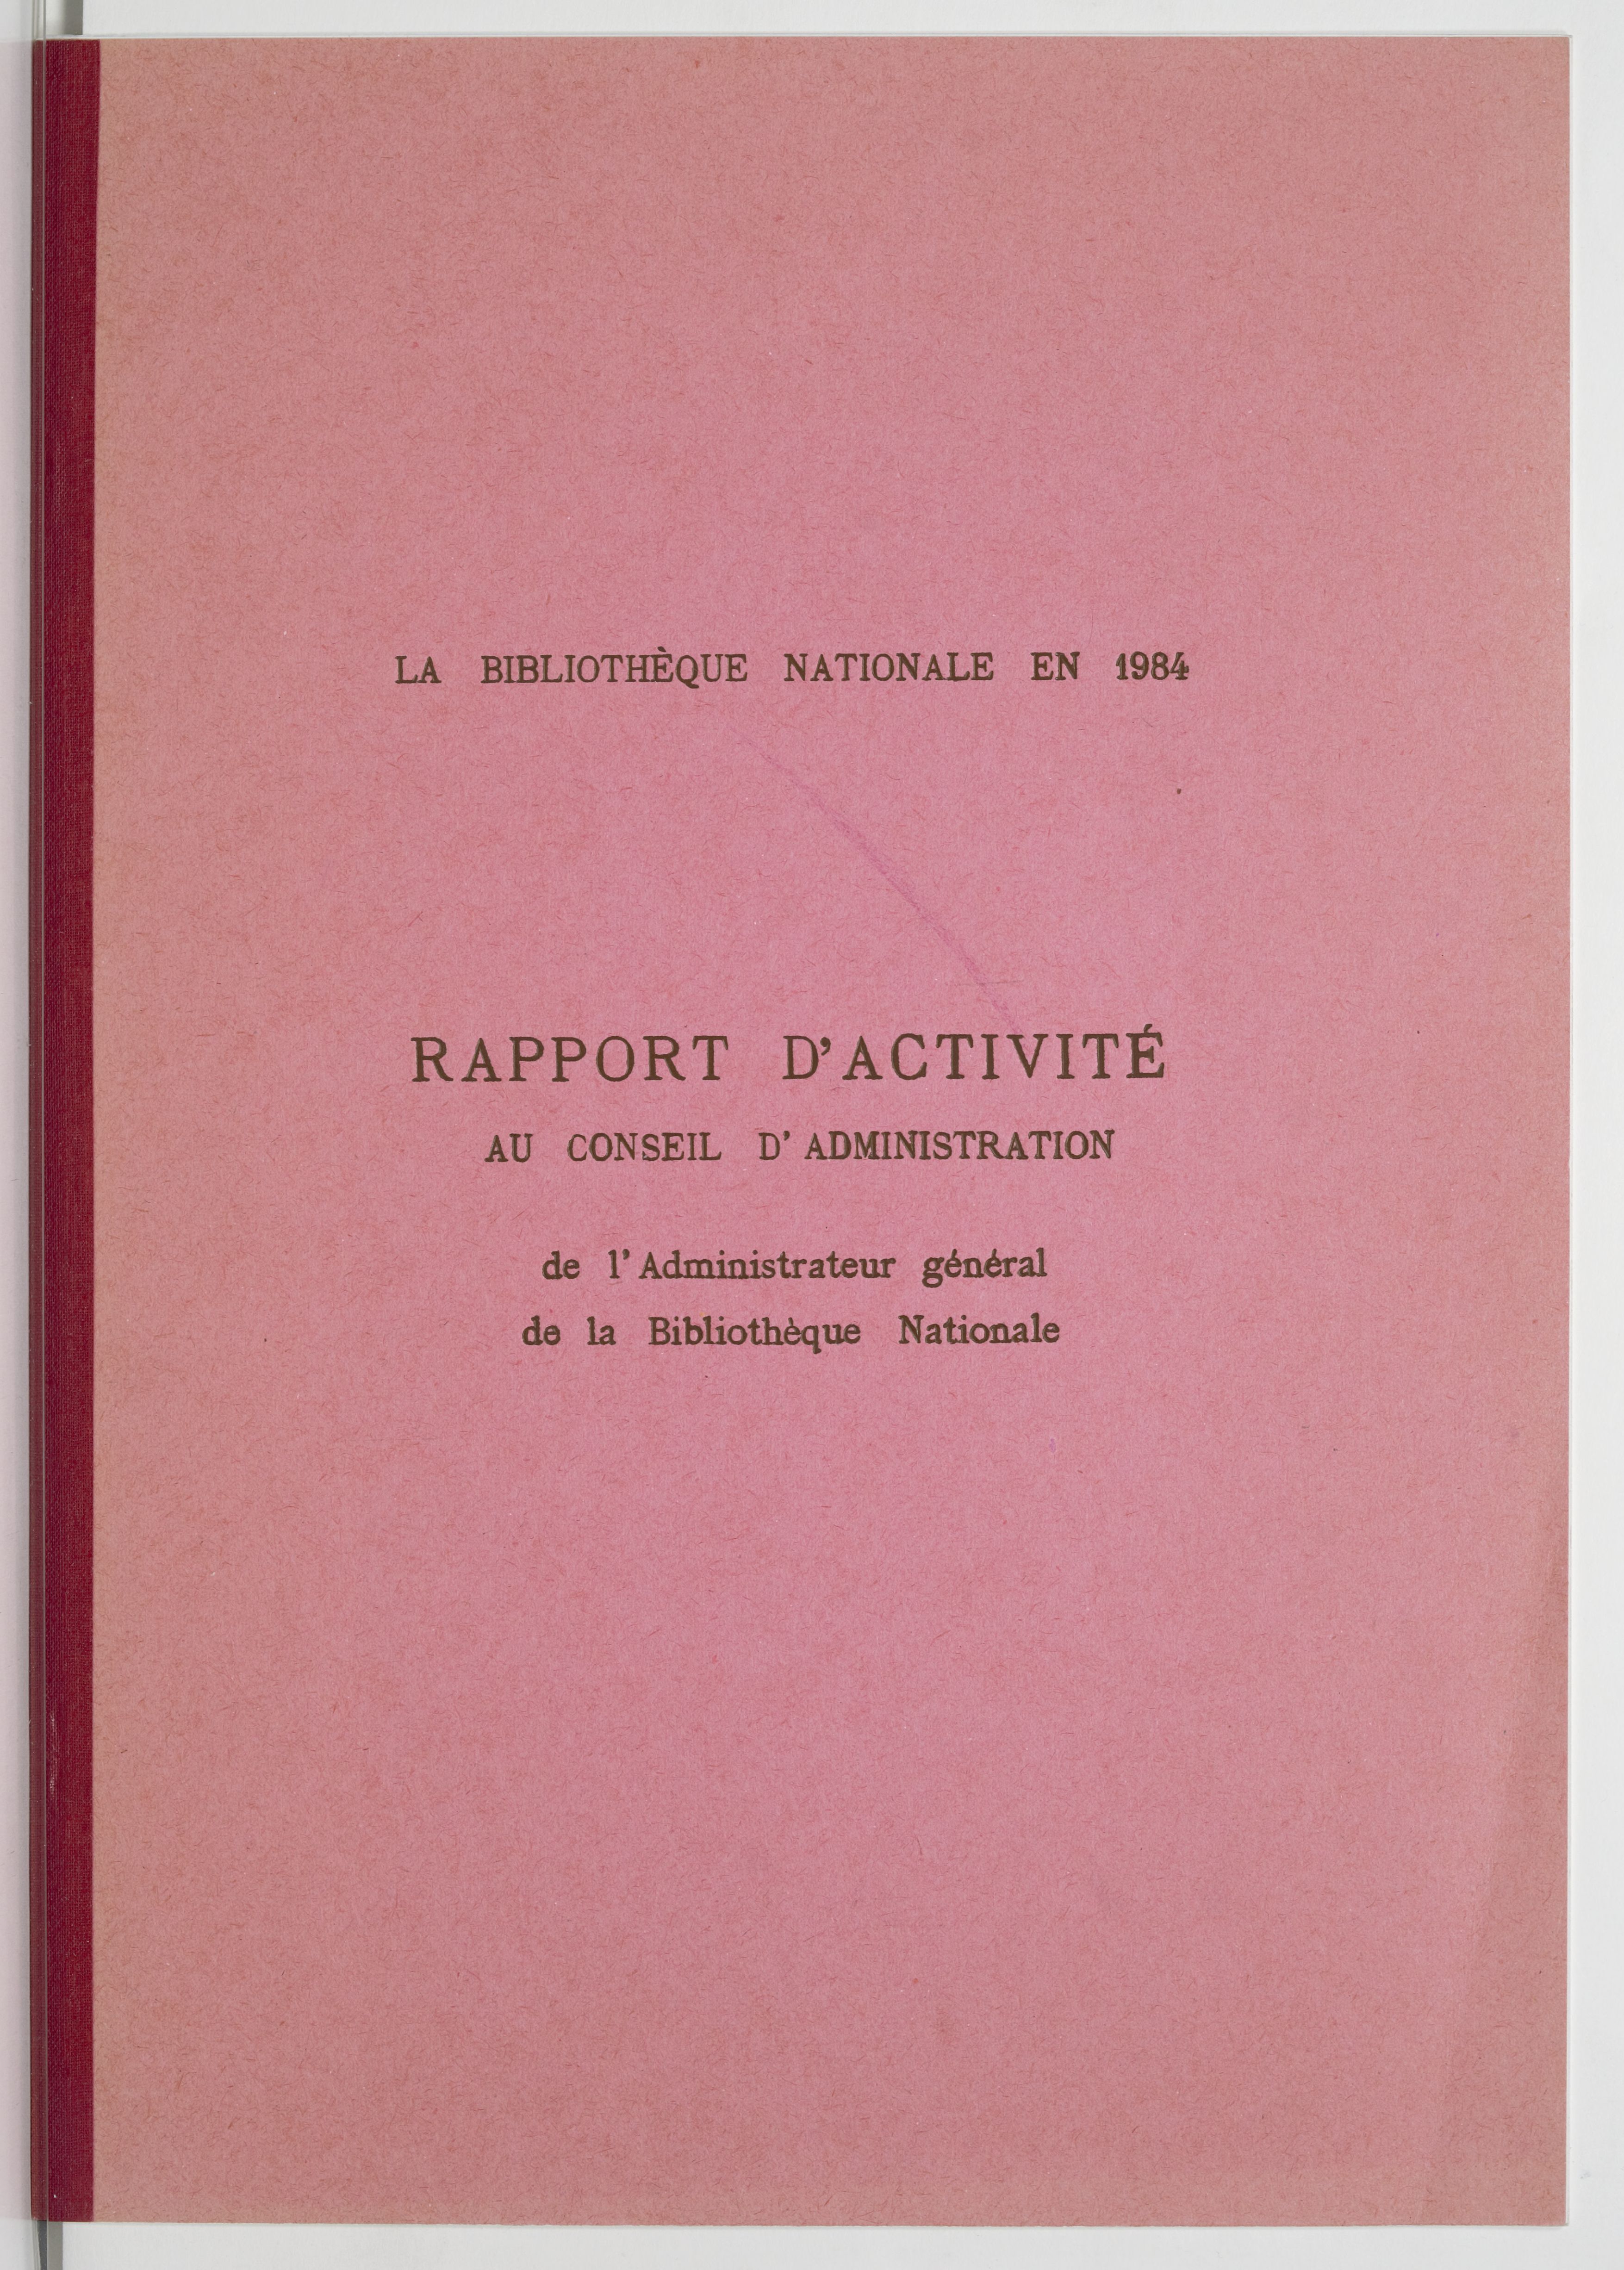 LA BIBLIOTHÈQUE NATIONALE EN 1984
RAPPORT D'ACTIVITÉ
AU CONSEIL D'ADMINISTRATION
de l'Administrateur général
de la Bibliothèque Nationale